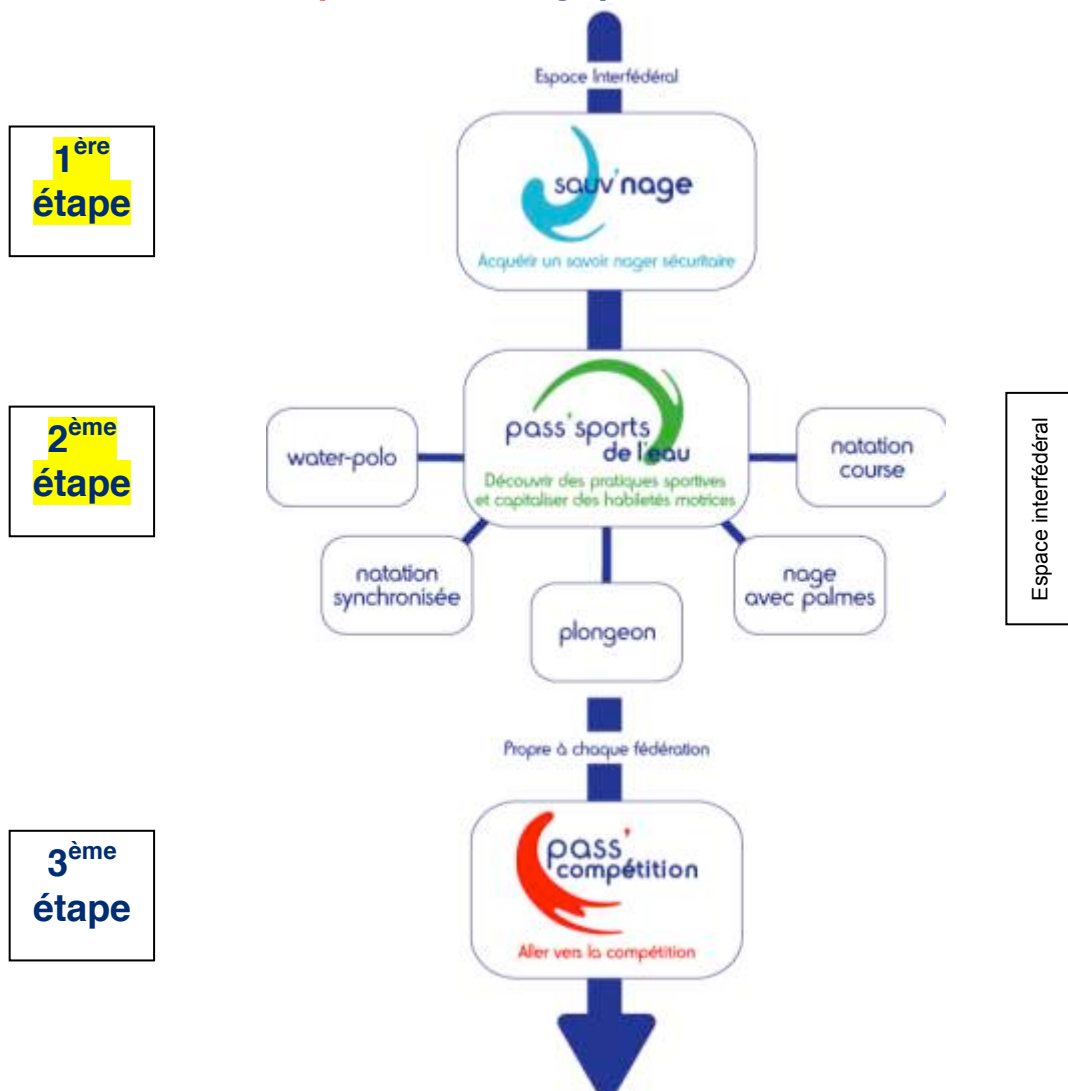 Espace Interfédéral
1ère
étape
sauv'nage
Acquérir un savoir nager sécuritaire
2ème
étape
water-polo
pass'sports
de l'eau
Découvrir des pratiques sportives
et capitaliser des habiletés motrices
natation
course
Espace interfédéral
natation
synchronisée
plongeon
nage
avec palmes
Propre à chaque fédération
3ème
étape
pass'
compétition
Aller vers la compétition